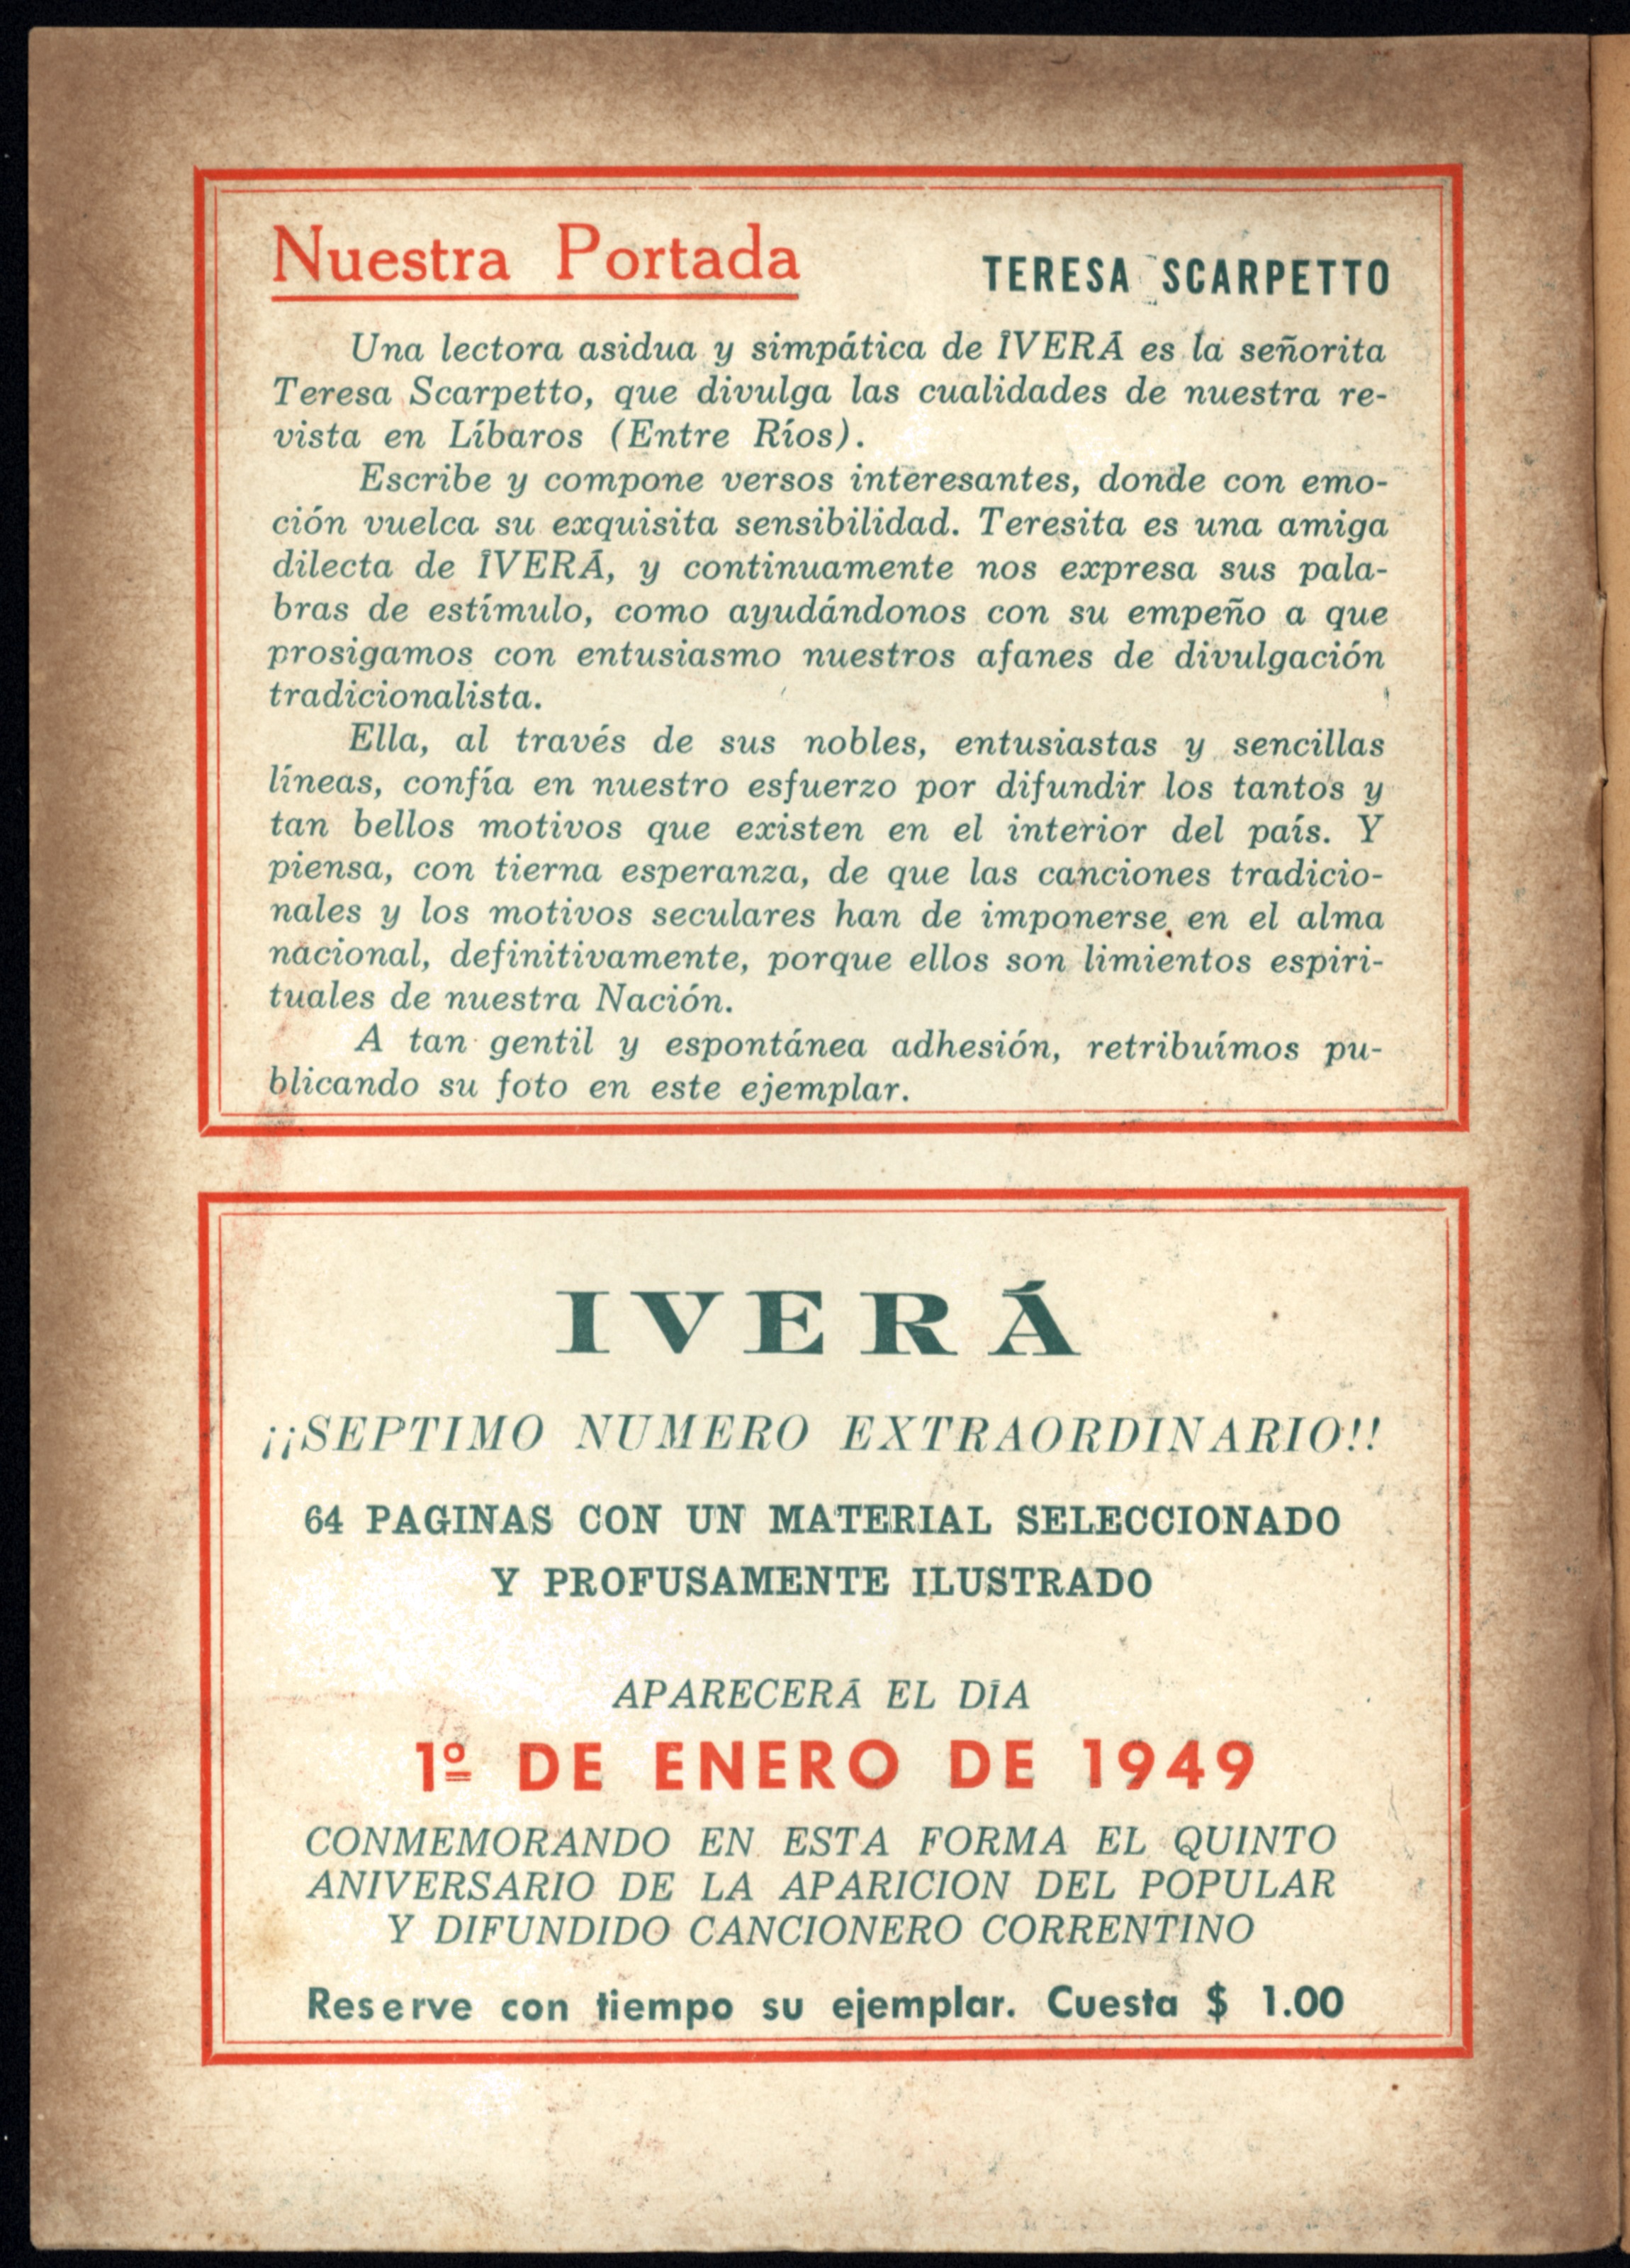 Nuestra Portada
TERESA SCARPETTO
Una lectora asidua y simpática de ÎVERÁ es la señorita
Teresa Scarpetto, que divulga las cualidades de nuestra re-
vista en Líbaros (Entre Ríos).
Escribe y compone versos interesantes, donde con emo-
ción vuelca su exquisita sensibilidad. Teresita es una amiga
dilecta de ÎVERÁ, y continuamente nos expresa sus pala-
bras de estímulo, como ayudándonos con su empeño a que
prosigamos con entusiasmo nuestros afanes de divulgación
tradicionalista.
Ella, al través de sus nobles, entusiastas y sencillas
líneas, confía en nuestro esfuerzo por difundir los tantos y
tan bellos motivos que existen en el interior del país. Y
piensa, con tierna esperanza, de que las canciones tradicio-
nales y los motivos seculares han de imponerse en el alma
nacional, definitivamente, porque ellos son limientos espiri-
tuales de nuestra Nación.
A tan gentil y espontánea adhesión, retribuímos pu-
blicando su foto en este ejemplar.
IVERÁ
¡¡SEPTIMO NUMERO EXTRAORDINARIO!!
64 PAGINAS CON UN MATERIAL SELECCIONADO
Y PROFUSAMENTE ILUSTRADO
APARECERÁ EL DÍA
1º DE ENERO DE 1949
CONMEMORANDO EN ESTA FORMA EL QUINTO
ANIVERSARIO DE LA APARICION DEL POPULAR
Y DIFUNDIDO CANCIONERO CORRENTINO
Reserve con tiempo su ejemplar. Cuesta $ 1.00